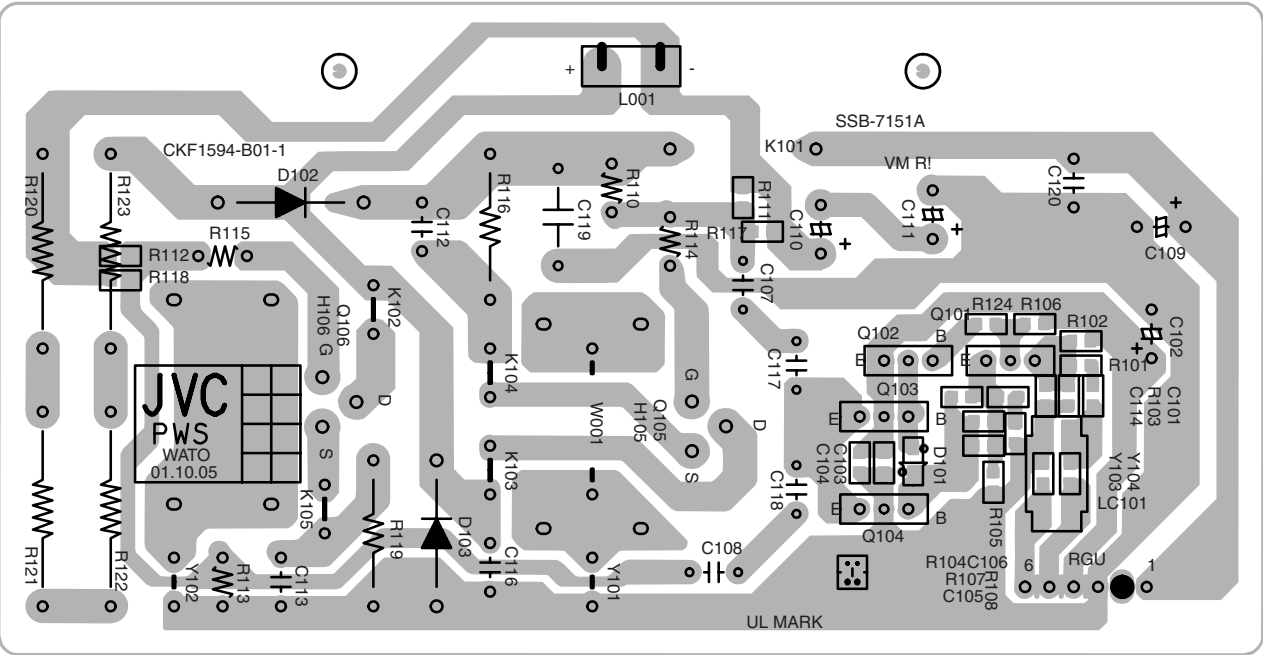 +
-
L001
SSB-7151A
CKF1594-B01-1
K101
VM R!
D102
R120
R123
R116
R110
R111
C120
C112
C119
R114
R117
C110
C111
+
+
+
R115
R112
R118
C109
C107
K102
Q106
H106
G
D
S
R124
R106
Q101
Q102
B
R102
E
E
R101
C102
+
C117
K104
G
Q103
JVC
PWS
WATO
01.10.05
W001
H105
Q105
D
S
E
B
C114
R103
C101
K103
C104
C103
D101
Y103
Y104
LC101
K105
C118
E
B
Q104
R105
R119
D103
C116
C108
R121
R122
Y102
R113
C113
Y101
R104
C106
R107
C105
R108
6
RGU
1
UL MARK